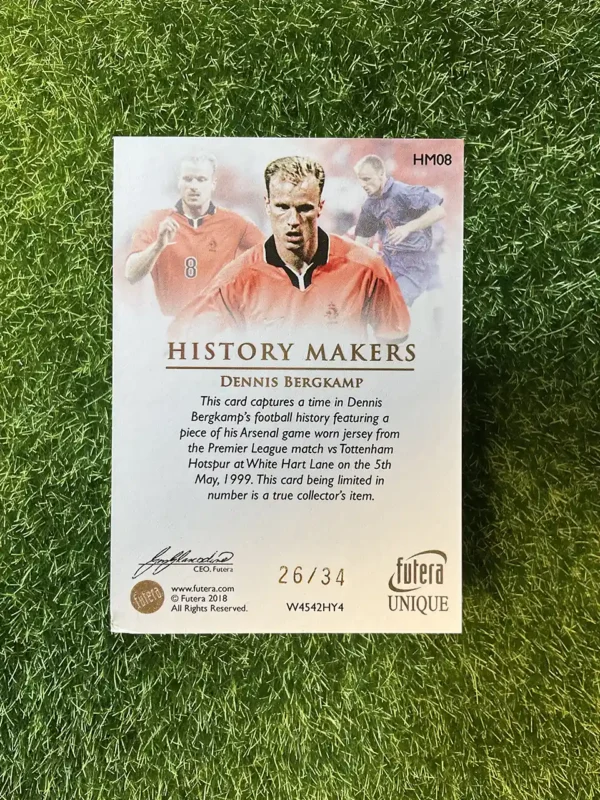 HM08
8
HISTORY MAKERS
DENNIS BERGKAMP
This card captures a time in Dennis
Bergkamp's football history featuring a
piece of his Arsenal game worn jersey from
the Premier League match vs Tottenham
Hotspur at White Hart Lane on the 5th
May, 1999. This card being limited in
number is a true collector's item.
CEO, Futera
26/34
futera
UNIQUE
futera
www.futera.com
© Futera 2018
All Rights Reserved.
W4542HY4